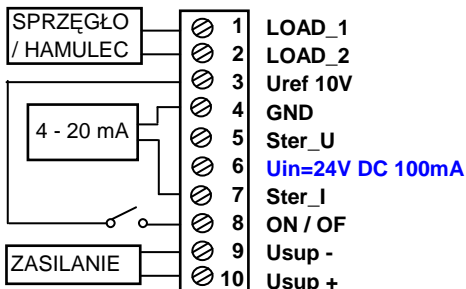 SPRZĘGŁO
/ HAMULEC
4 - 20 mA
ZASILANIE
1 LOAD_1
2 LOAD_2
3 Uref 10V
4 GND
5 Ster_U
6 Uin=24V DC 100mA
7 Ster_I
8 ON / OF
9 Usup -
10 Usup +